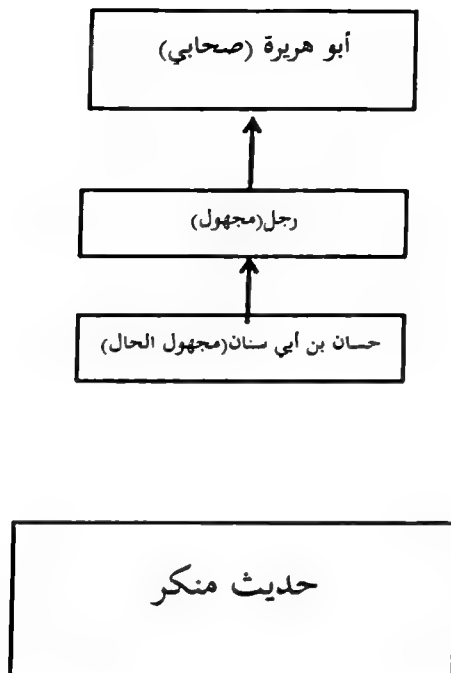 أبو هريرة (صحابي)
رجل(مجهول)
حسان بن أبي سنان(مجهول الحال)
حديث منكر